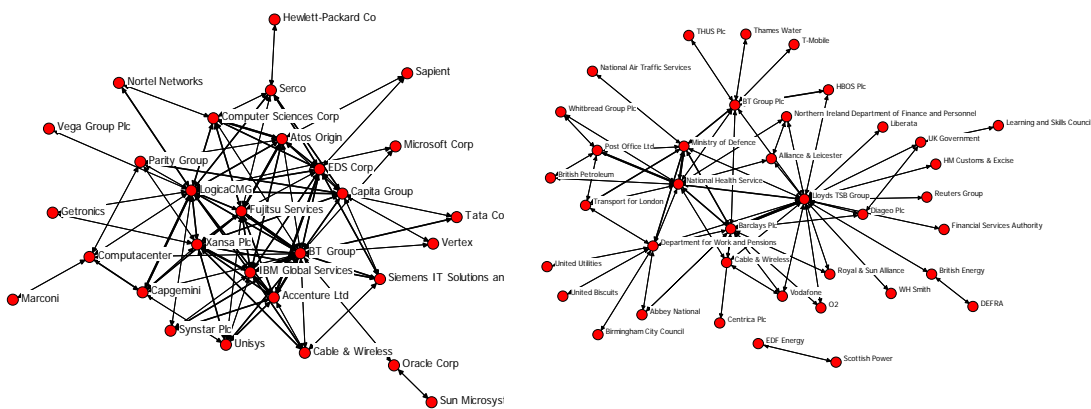 Hewlett-Packard Co
Nortel Networks
Serco
Sapient
Computer Sciences Corp
Vega Group Plc
Atos Origin
Microsoft Corp
Parity Group
EDS Corp
LogicaCMG
Capita Group
Getronics
Fujitsu Services
Tata Co
Xansa Plc
Vertex
Computacenter
BT Group
IBM Global Services
Siemens IT Solutions an
Marconi
Capgemini
Accenture Ltd
Synstar Plc
Unisys
Cable & Wireless
Oracle Corp
Sun Microsyst
THUS Plc
Thames Water
T-Mobile
National Air Traffic Services
HBOS Plc
Whitbread Group Plc
BT Group Plc
Northern Ireland Department of Finance and Personnel
Liberata
Learning and Skills Council
Post Office Ltd
Ministry of Defence
UK Government
Alliance & Leicester
HM Customs & Excise
British Petroleum
National Health Service
Transport for London
Lloyds TSB Group
Reuters Group
Diageo Plc
Barclays Plc
Financial Services Authority
Department for Work and Pensions
United Utilities
Cable & Wireless
Royal & Sun Alliance
British Energy
United Biscuits
Vodafone
WH Smith
Abbey National
O2
DEFRA
Birmingham City Council
Centrica Plc
EDF Energy
Scottish Power